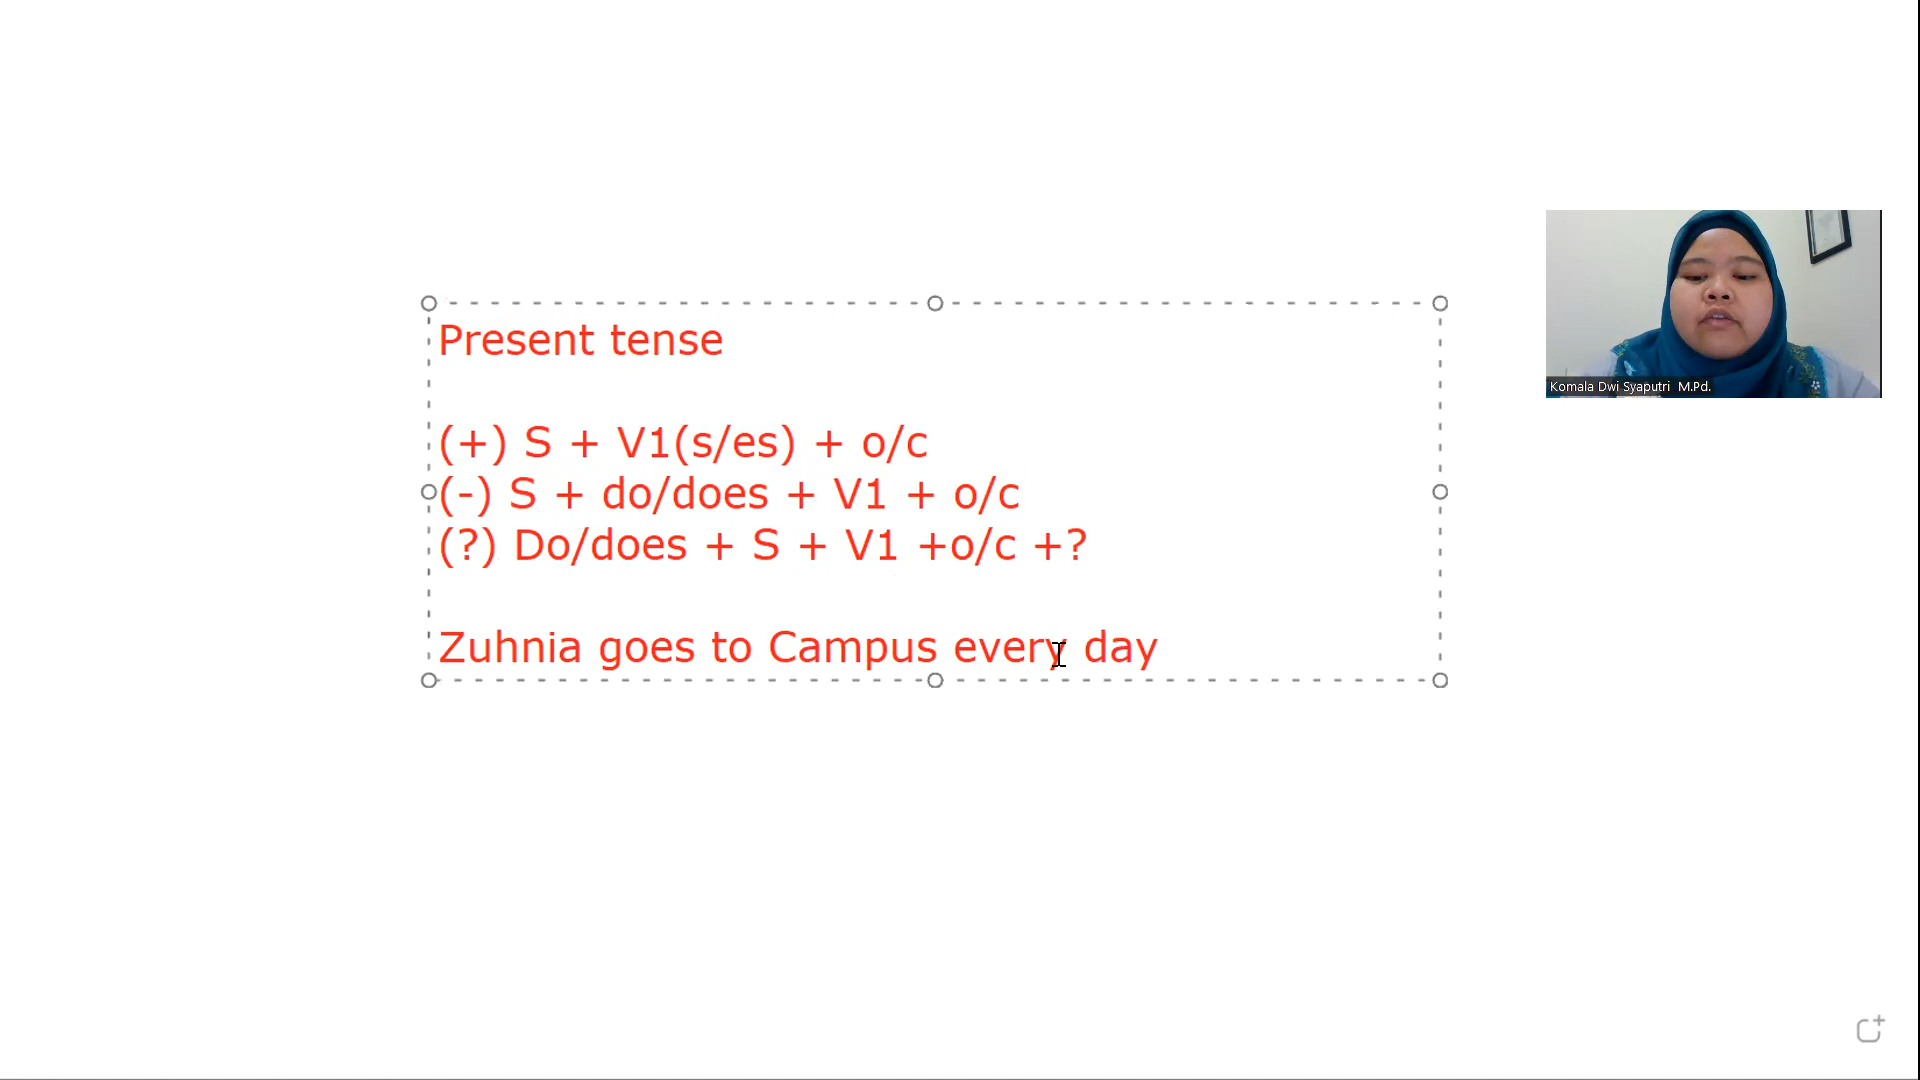 Present tense
(+) S + V1(s/es) + o/c
(-) S + do/does + V1 + o/c
(?) Do/does + S + V1 +o/c +?
Zuhnia goes to Campus every day
Komala Dwi Syaputri M.Pd.